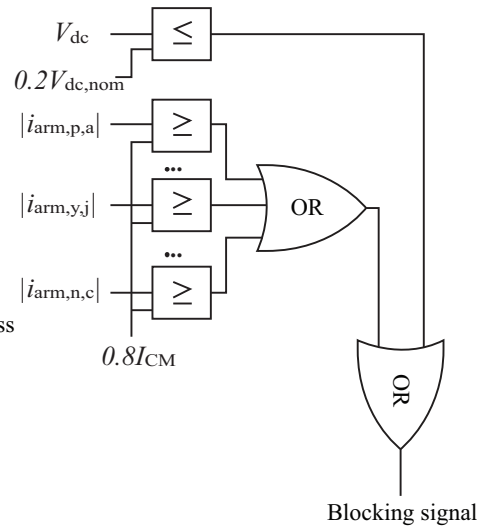 V_dc
≤
0.2V_dc,nom
|i_arm,p,a|
≥
...
|i_arm,y,j|
≥
OR
...
|i_arm,n,c|
≥
ss
0.8I_CM
OR
Blocking signal